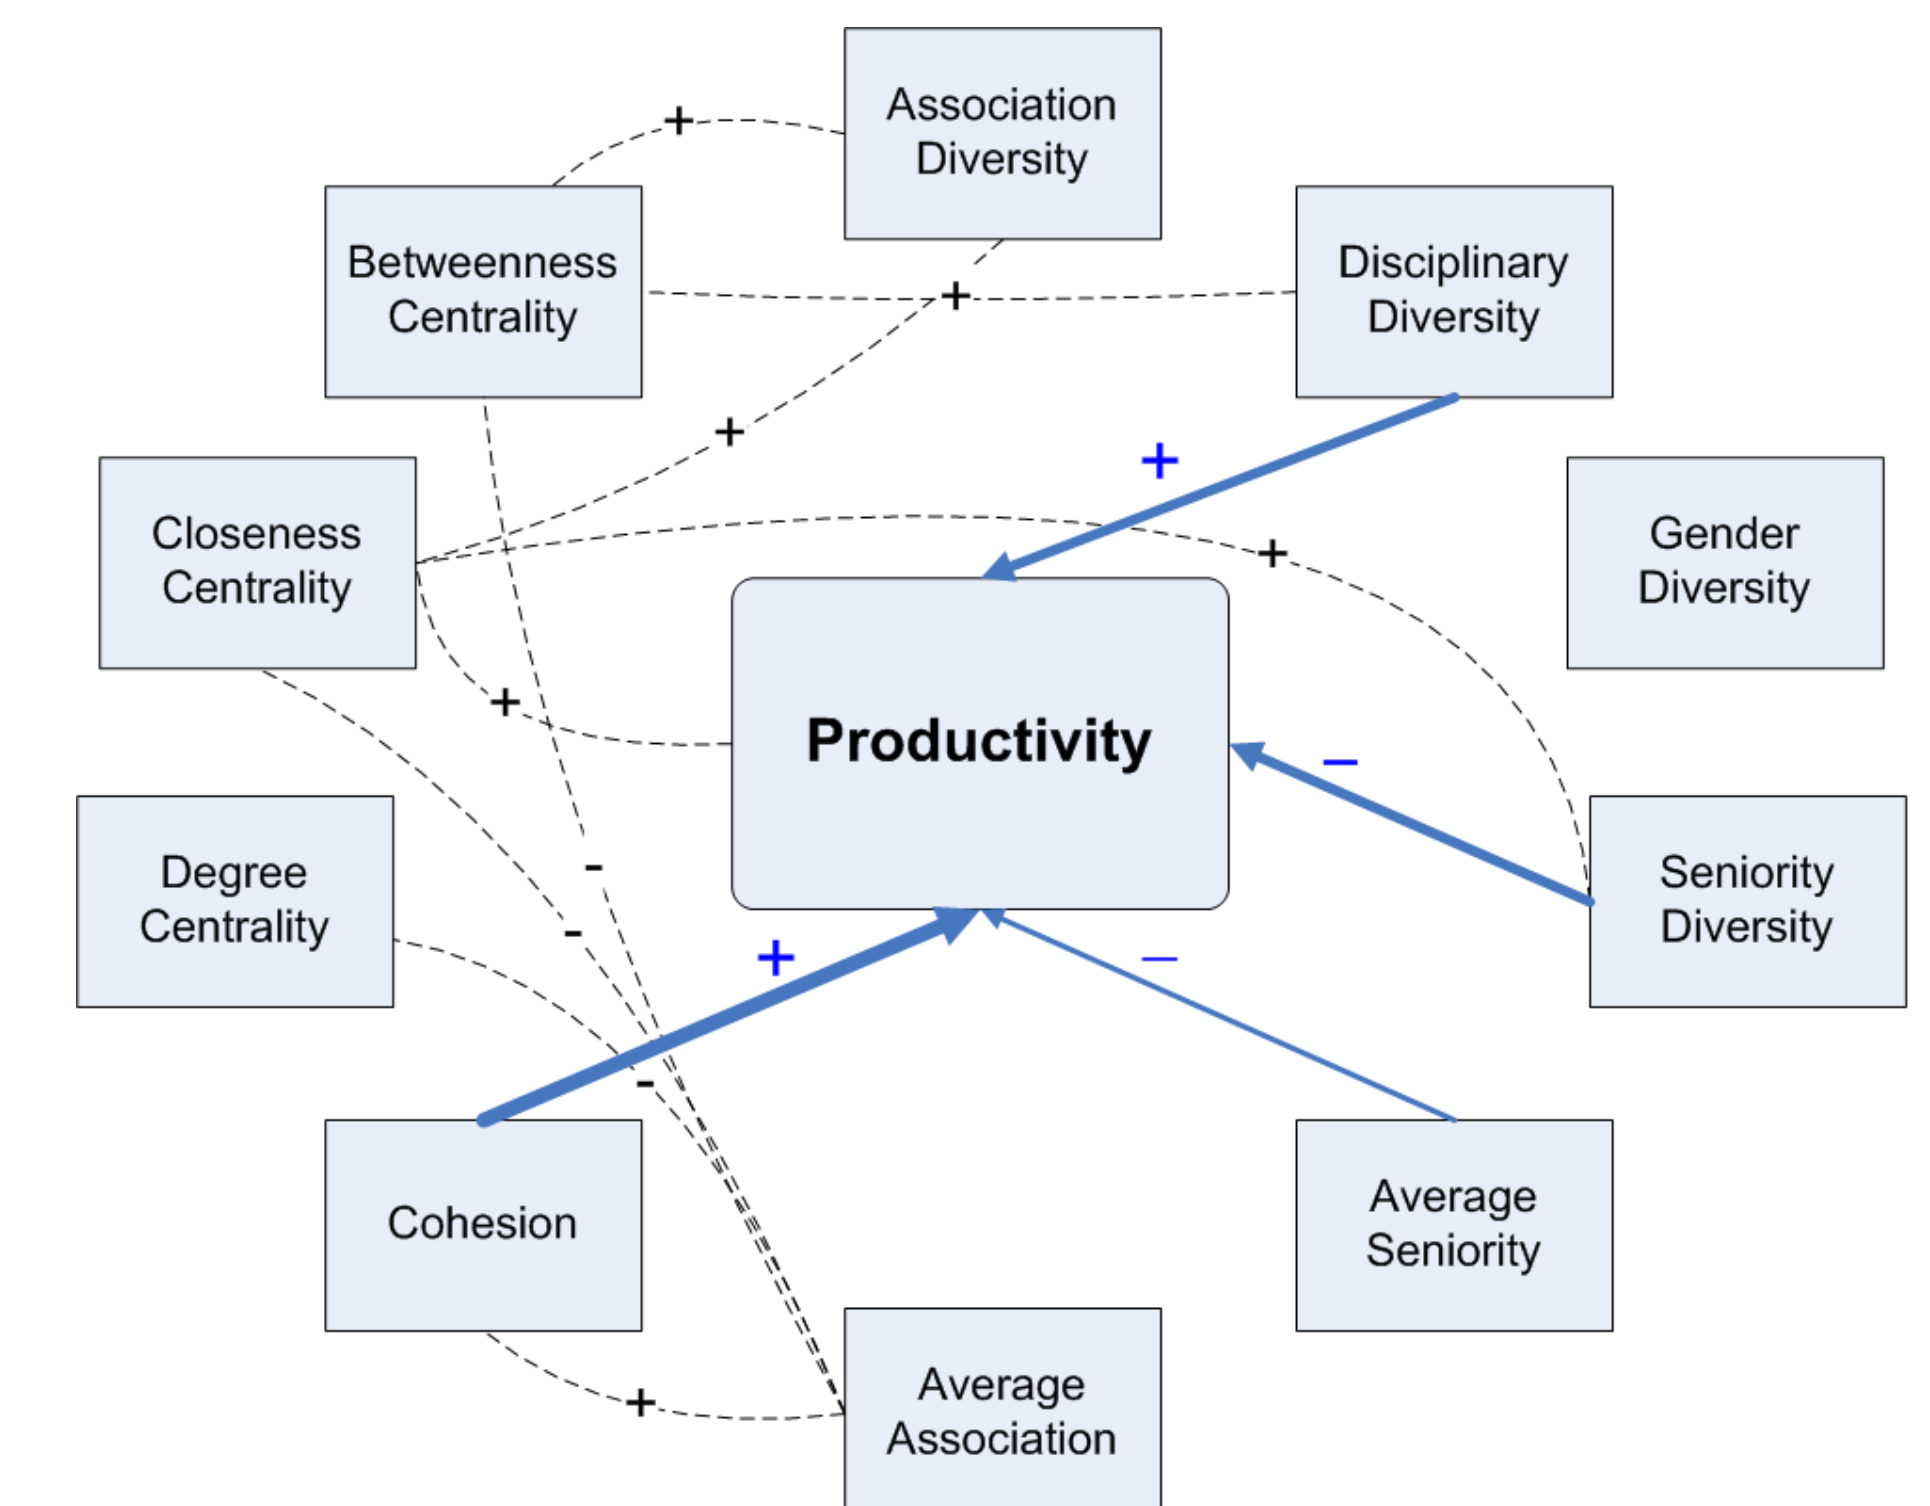 Association
Diversity
+
Betweenness
Centrality
+
Disciplinary
Diversity
+
+
Closeness
Centrality
+
Gender
Diversity
+
Productivity
–
-
Degree
Centrality
-
Seniority
Diversity
+
–
-
Cohesion
Average
Seniority
+
Average
Association